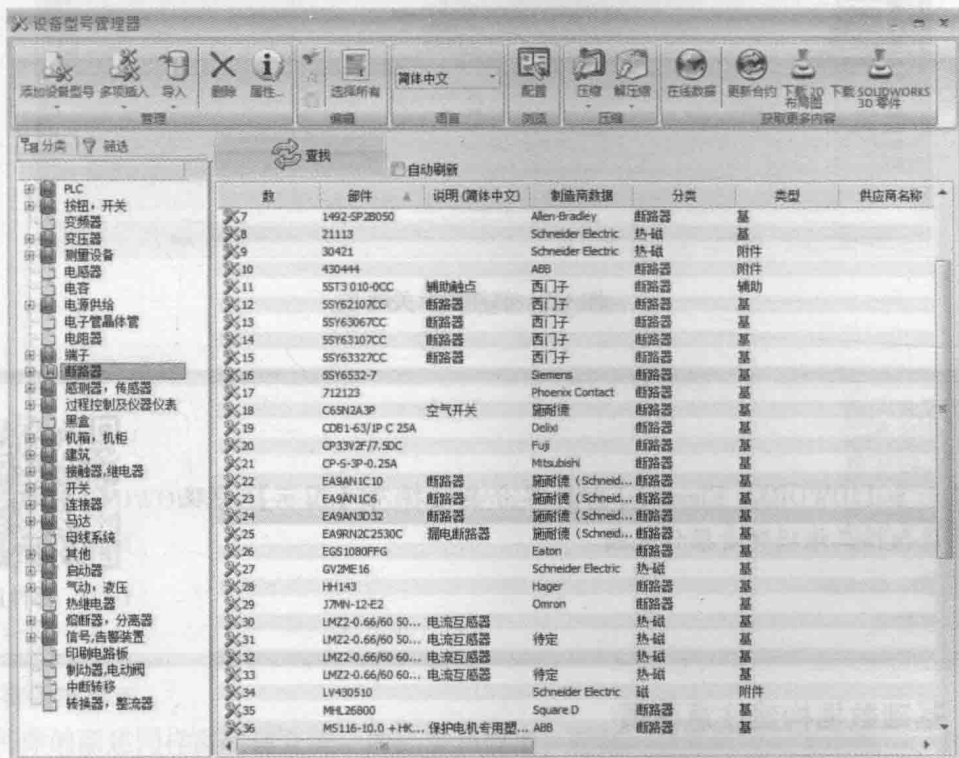 设备型号管理器
添加设备型号 多项插入 导入 删除 属性... 选择所有 简体中文 配置 压缩 解压缩 在线数据 更新合约 下载 2D 布局图 下载 SOLIDWORKS 3D 零件
管理 编辑 语言 浏览 压缩 获取更多内容
分类 筛选
查找
自动刷新
PLC
按钮，开关
变频器
变压器
测量设备
电感器
电容
电源供给
电子管晶体管
电阻器
端子
断路器
感测器，传感器
过程控制及仪器仪表
黑盒
机箱，机柜
建筑
接触器,继电器
开关
连接器
马达
母线系统
其他
启动器
气动，液压
热继电器
熔断器，分离器
信号,告警装置
印刷电路板
制动器,电动阀
中断转移
转换器，整流器
数 部件 说明 (简体中文) 制造商数据 分类 类型 供应商名称
7 1492-SP2B050 Allen-Bradley 断路器 基
8 21113 Schneider Electric 热-磁 基
9 30421 Schneider Electric 热-磁 附件
10 430444 ABB 断路器 附件
11 5ST3 010-0CC 辅助触点 西门子 断路器 辅助
12 5SY62107CC 断路器 西门子 断路器 基
13 5SY63067CC 断路器 西门子 断路器 基
14 5SY63107CC 断路器 西门子 断路器 基
15 5SY63327CC 断路器 西门子 断路器 基
16 5SY6532-7 Siemens 断路器 基
17 712123 Phoenix Contact 断路器 基
18 C65N2A3P 空气开关 施耐德 断路器 基
19 CDB1-63/1P C 25A Delixi 断路器 基
20 CP33V2F/7.5DC Fuji 断路器 基
21 CP-S-3P-0.25A Mitsubishi 断路器 基
22 EA9AN1C10 断路器 施耐德（Schneid... 断路器 基
23 EA9AN1C6 断路器 施耐德（Schneid... 断路器 基
24 EA9AN3D32 断路器 施耐德（Schneid... 断路器 基
25 EA9RN2C2530C 漏电断路器 施耐德（Schneid... 断路器 基
26 EGS1080FFG Eaton 断路器 基
27 GV2ME16 Schneider Electric 热-磁 基
28 HH143 Hager 断路器 基
29 J7MN-12-E2 Omron 断路器 基
30 LMZ2-0.66/60 50... 电流互感器 热-磁 基
31 LMZ2-0.66/60 60... 电流互感器 待定 热-磁 基
32 LMZ2-0.66/60 60... 电流互感器 热-磁 基
33 LMZ2-0.66/60 60... 电流互感器 待定 热-磁 基
34 LV430510 Schneider Electric 磁 附件
35 MHL26800 Square D 断路器 基
36 MS116-10.0 +HK... 保护电机专用塑... ABB 断路器 基